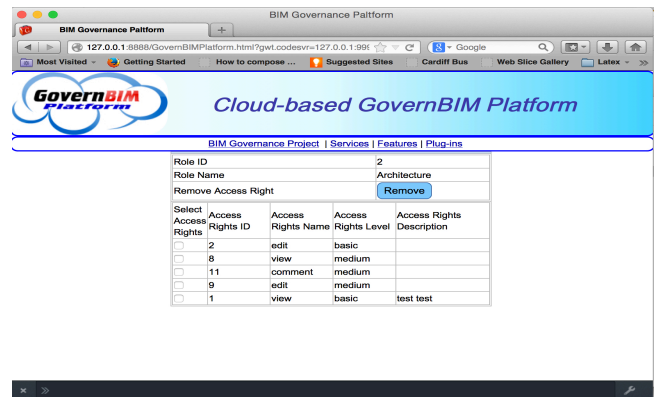 BIM Governance Paltform
BIM Governance Paltform
127.0.0.1:8888/GovernBIMPlatform.html?gwt.codesvr=127.0.0.1:999
Google
Most Visited Getting Started How to compose ... Suggested Sites Cardiff Bus Web Slice Gallery Latex
GovernBIM
Platform
Cloud-based GovernBIM Platform
BIM Governance Project | Services | Features | Plug-ins
Role ID 2
Role Name Architecture
Remove Access Right Remove
Select Access Rights Access Rights ID Access Rights Name Access Rights Level Access Rights Description
2 edit basic
8 view medium
11 comment medium
9 edit medium
1 view basic test test